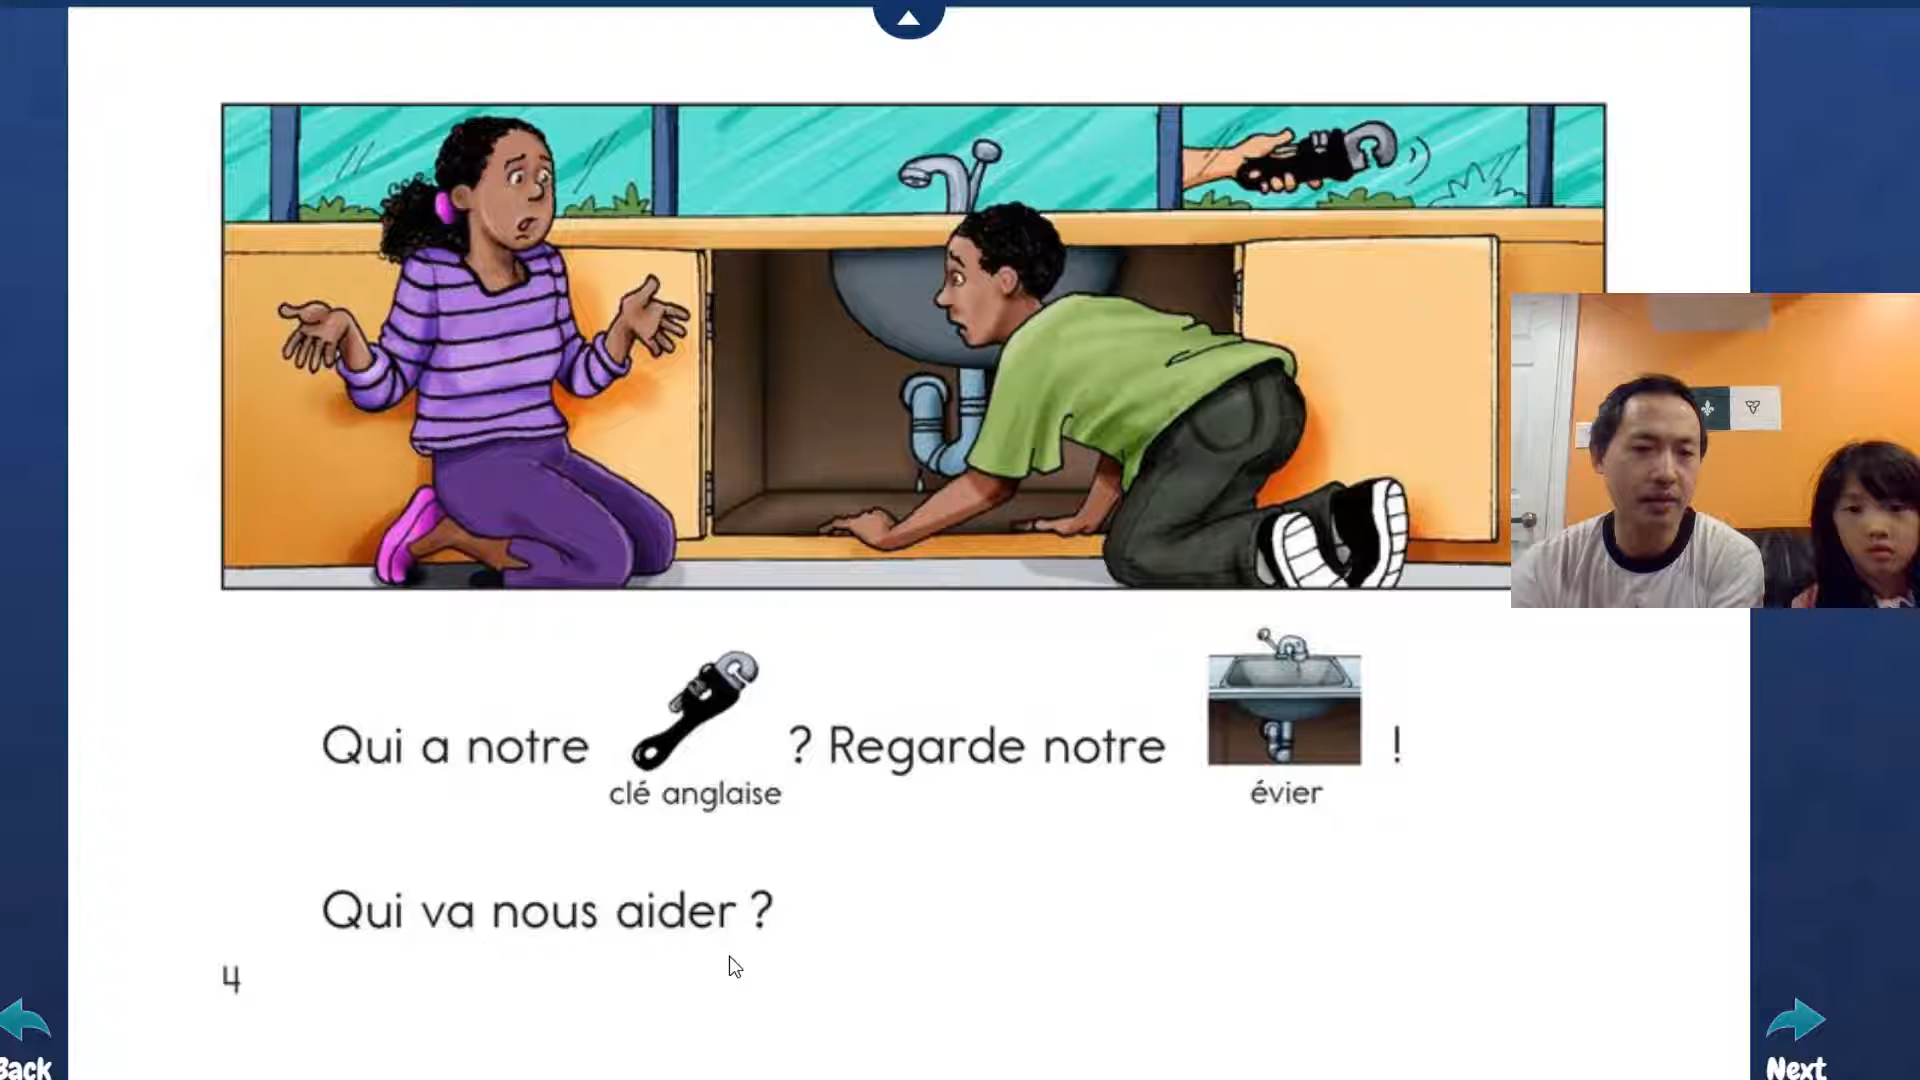 Qui a notre ? Regarde notre !
clé anglaise évier
Qui va nous aider ?
4
Back Next